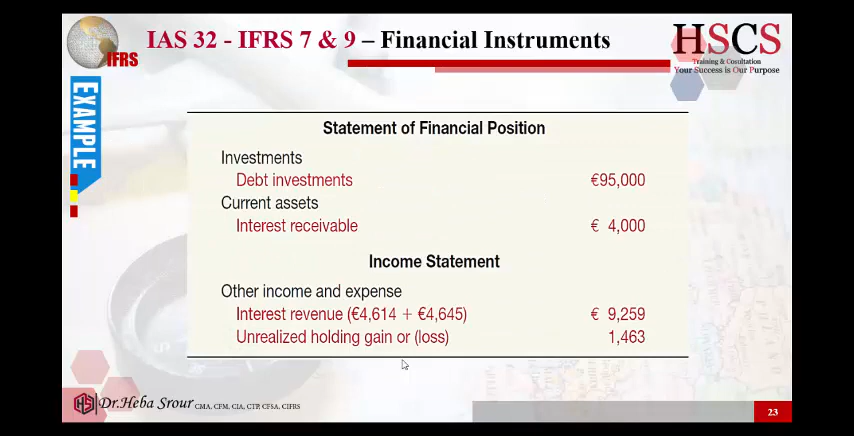 IFRS
IAS 32 - IFRS 7 & 9 – Financial Instruments
HSCS
Training & Cosultation
Your Success is Our Purpose
EXAMPLE
Statement of Financial Position
Investments
Debt investments €95,000
Current assets
Interest receivable € 4,000
Income Statement
Other income and expense
Interest revenue (€4,614 + €4,645) € 9,259
Unrealized holding gain or (loss) 1,463
Dr.Heba Srour CMA, CFM, CIA, CTP, CFSA, CIFRS
23